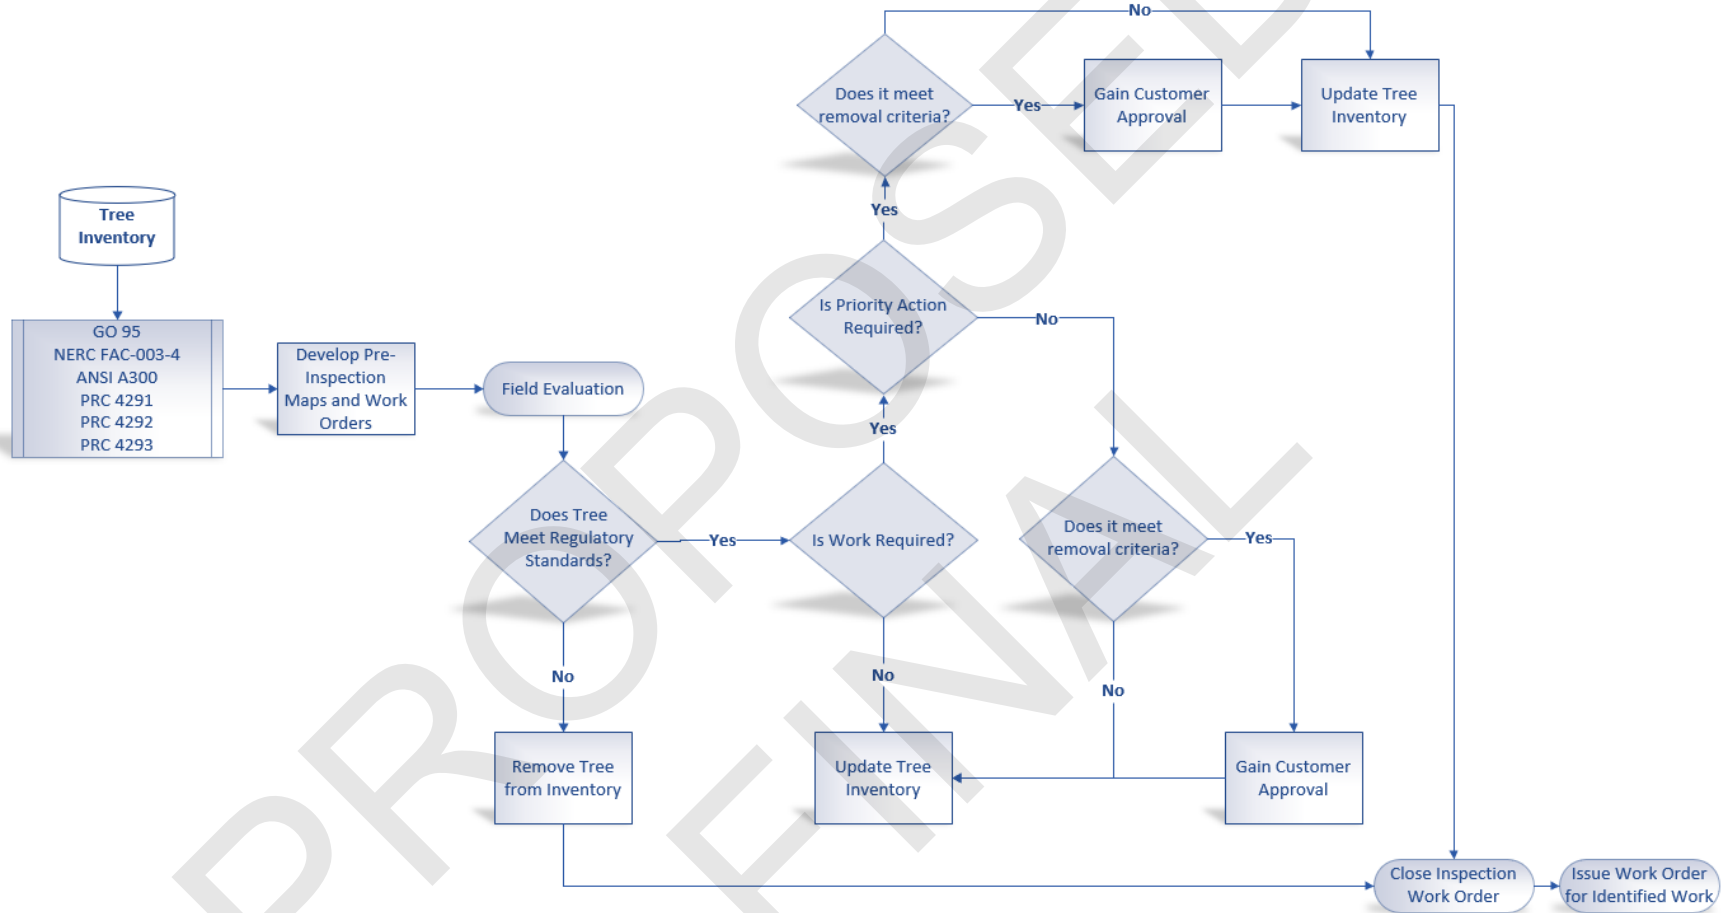 No
Does it meet
removal criteria?
Yes
Gain Customer
Approval
Update Tree
Inventory
Yes
Tree
Inventory
Is Priority Action
Required?
No
GO 95
NERC FAC-003-4
ANSI A300
PRC 4291
PRC 4292
PRC 4293
Develop Pre-
Inspection
Maps and Work
Orders
Field Evaluation
Yes
Does Tree
Meet Regulatory
Standards?
Yes
Is Work Required?
Does it meet
removal criteria?
Yes
No
No
No
Remove Tree
from Inventory
Update Tree
Inventory
Gain Customer
Approval
Close Inspection
Work Order
Issue Work Order
for Identified Work
PROPOSED
FINAL